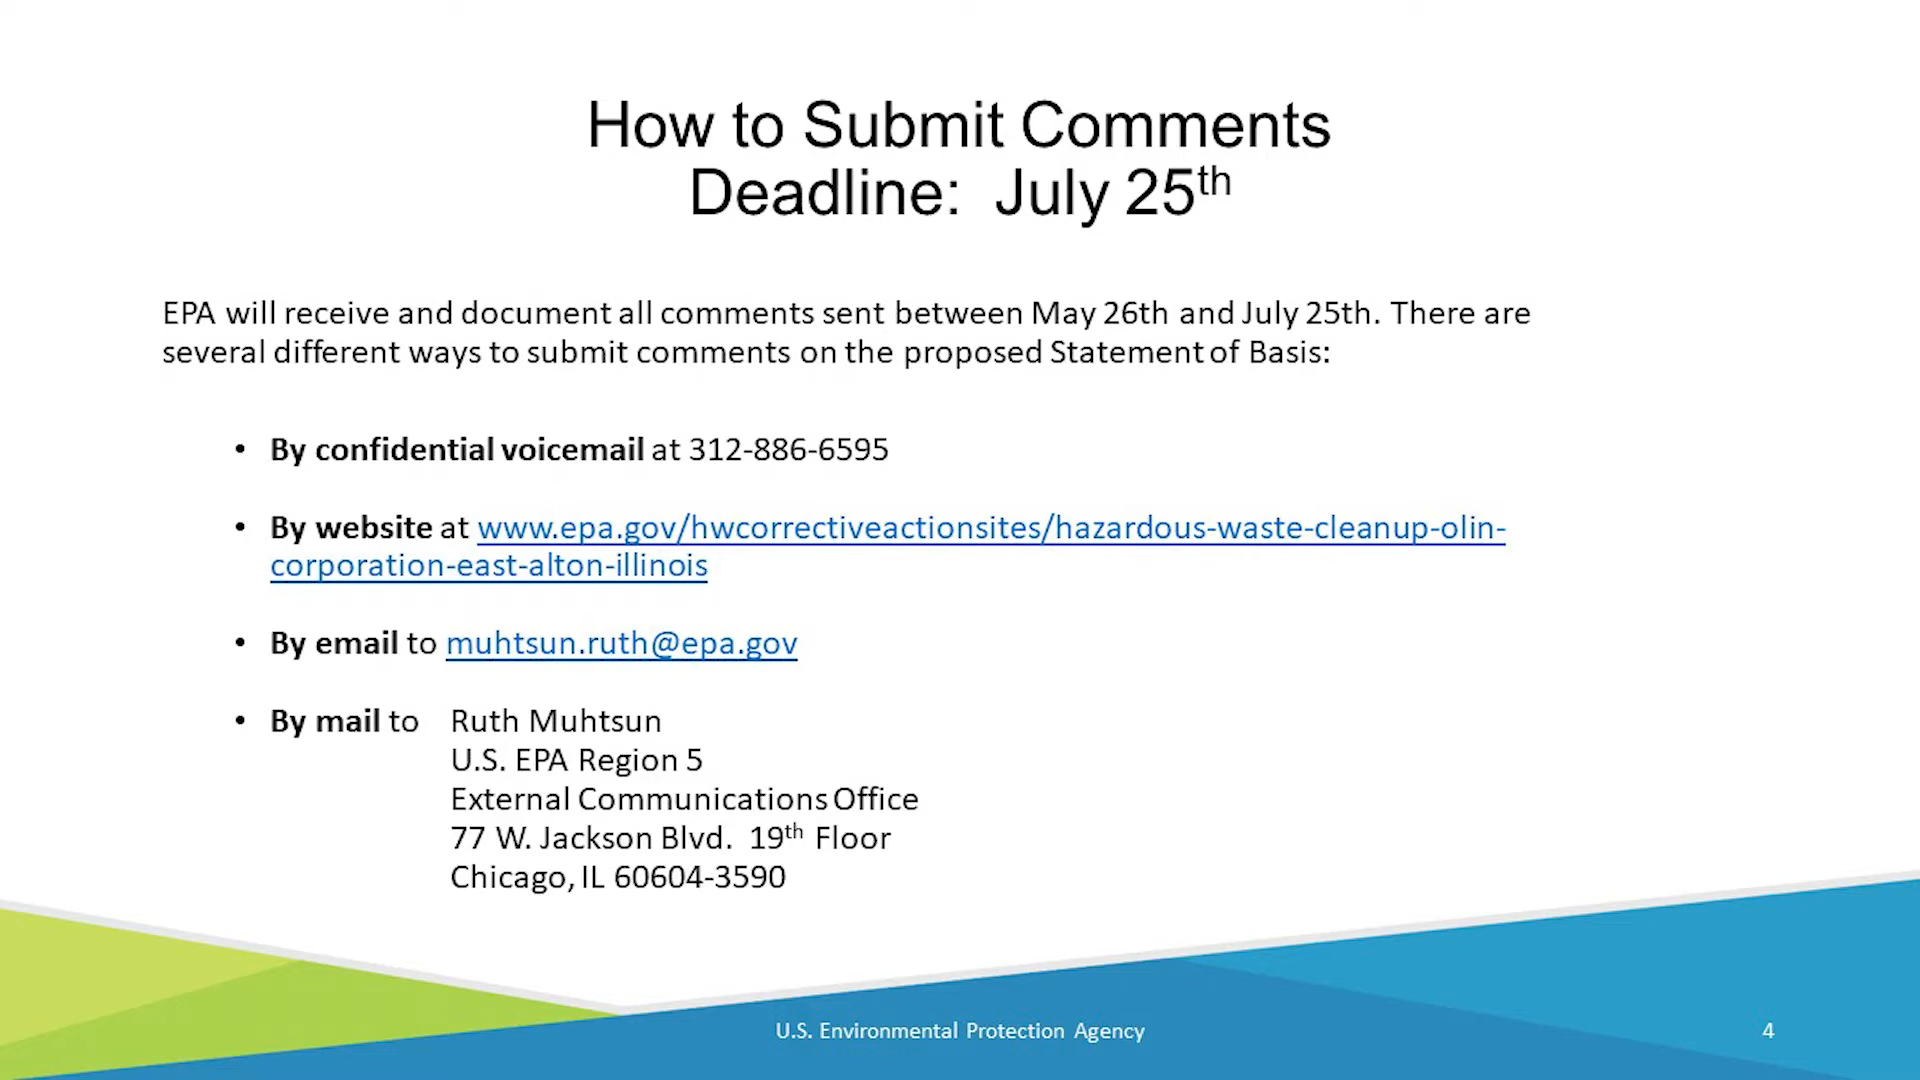 How to Submit Comments
Deadline: July 25th
EPA will receive and document all comments sent between May 26th and July 25th. There are
several different ways to submit comments on the proposed Statement of Basis:
• By confidential voicemail at 312-886-6595
• By website at www.epa.gov/hwcorrectiveactionsites/hazardous-waste-cleanup-olin-
corporation-east-alton-illinois
• By email to muhtsun.ruth@epa.gov
• By mail to Ruth Muhtsun
U.S. EPA Region 5
External Communications Office
77 W. Jackson Blvd. 19th Floor
Chicago, IL 60604-3590
U.S. Environmental Protection Agency
4